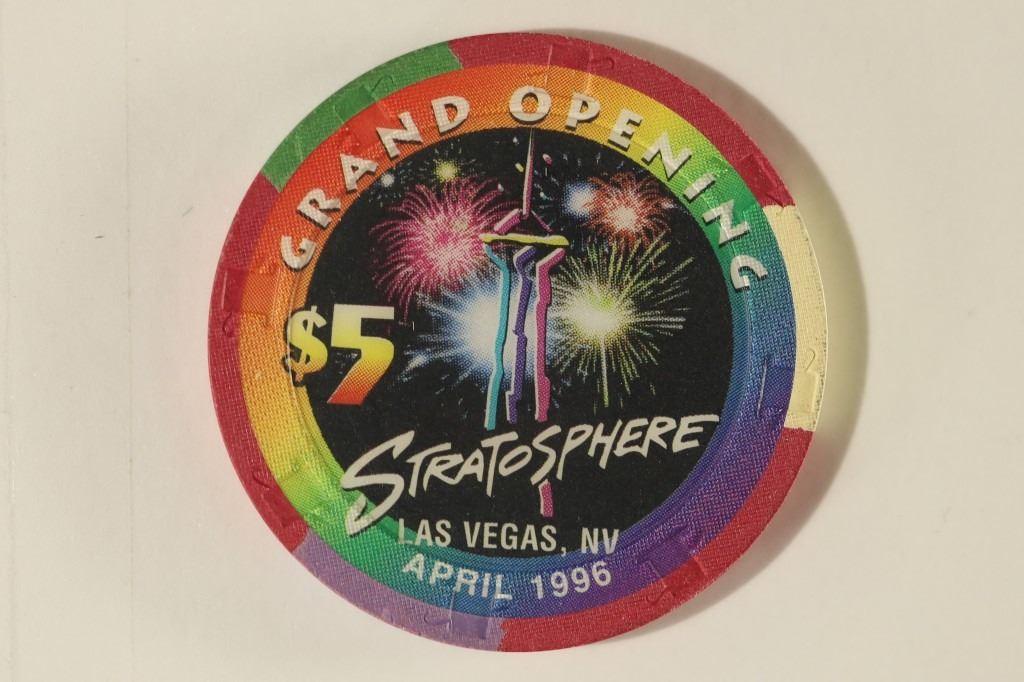 GRAND OPENiNG
$5
STRATOSPHERE
LAS VEGAS, NV
APRIL 1996